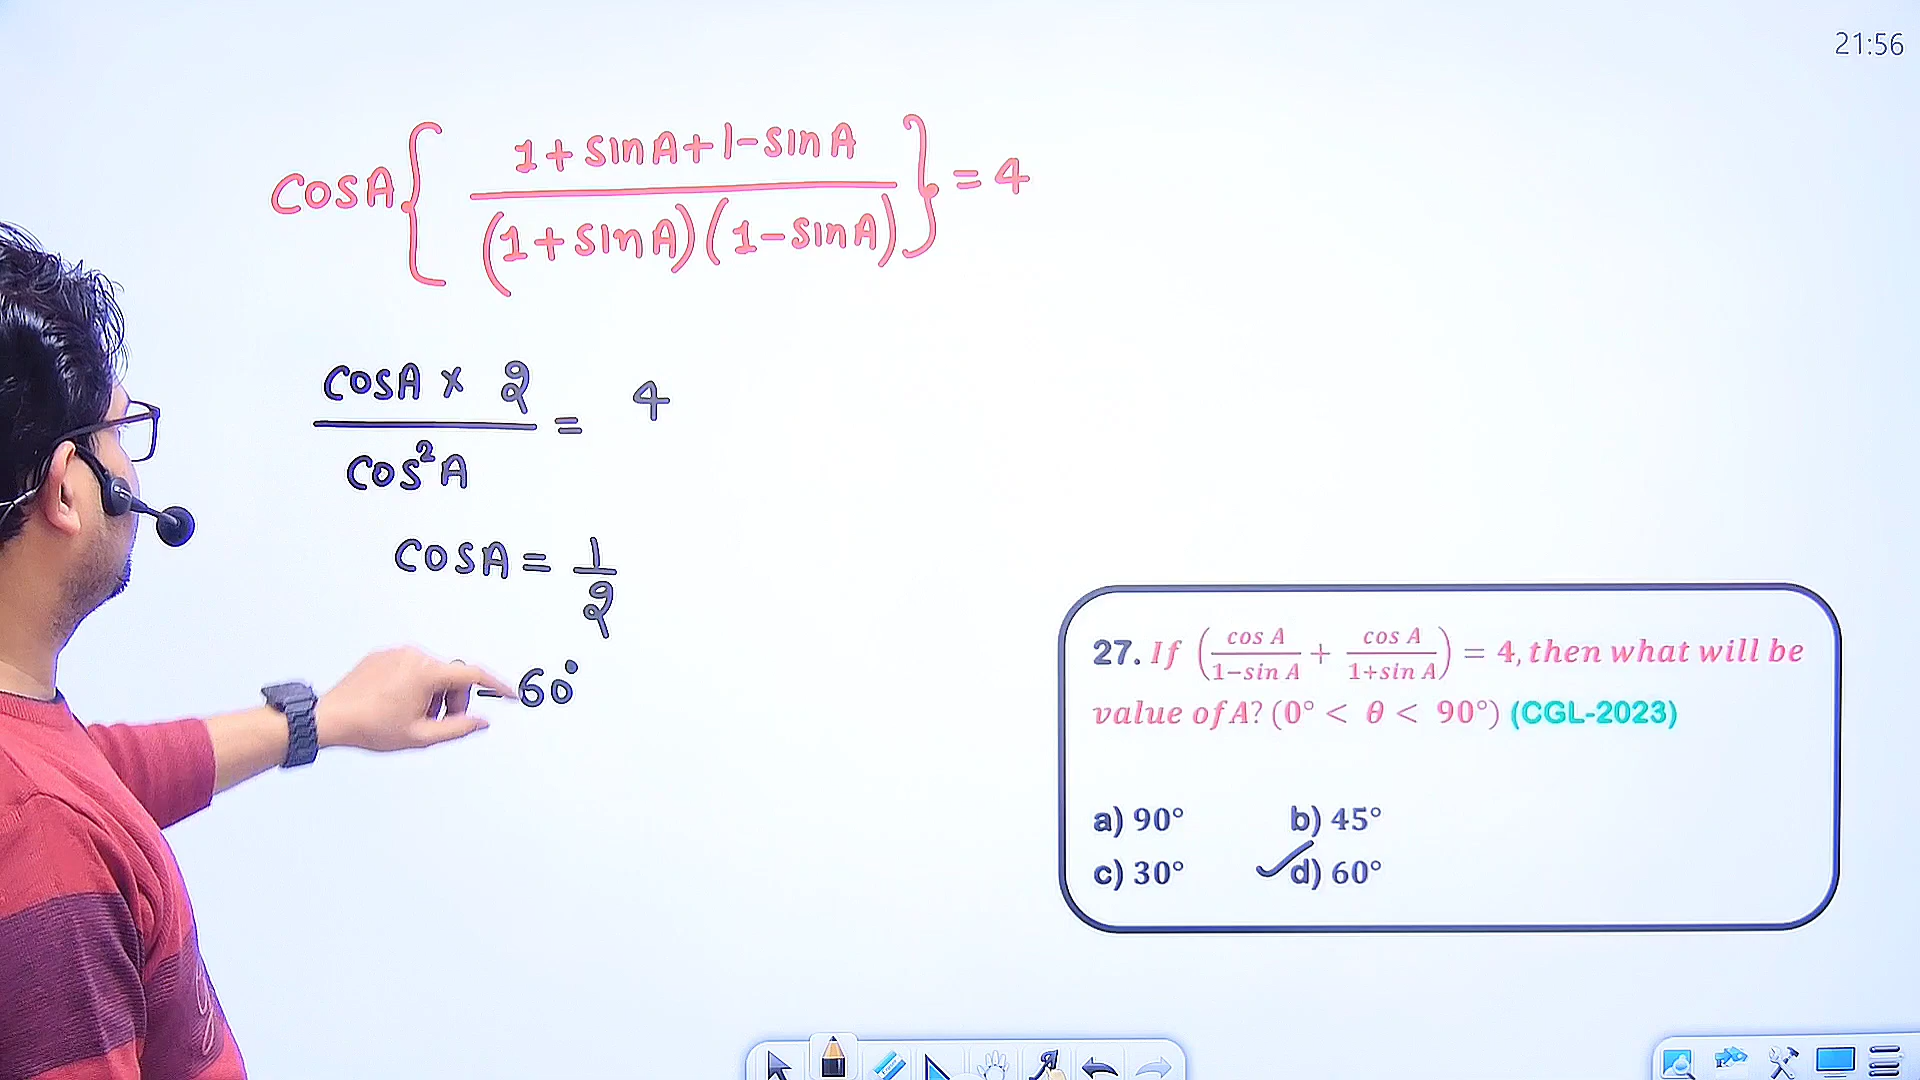 21:56
cosA{ 1+sinA+1-sinA / (1+sinA)(1-sinA) } = 4
cosA × 2 / cos²A = 4
cosA = 1/2
= 60°
27. If (cos A / 1-sin A + cos A / 1+sin A) = 4, then what will be
value of A? (0° < θ < 90°) (CGL-2023)
a) 90° b) 45°
c) 30° d) 60°